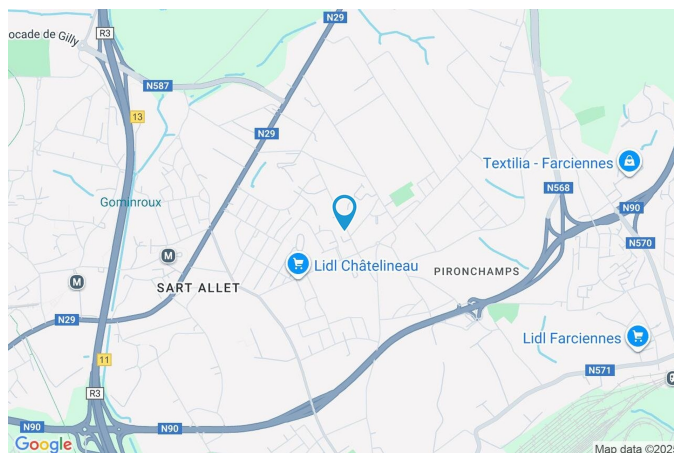 N29
R3
ocade de Gilly
N587
13
N29
Textilia - Farciennes
N568
Gominroux
N90
N570
M
Lidl Châtelineau
PIRONCHAMPS
M
SART ALLET
N29
Lidl Farciennes
11
N571
R3
N90
N90
Google
Map data ©2025